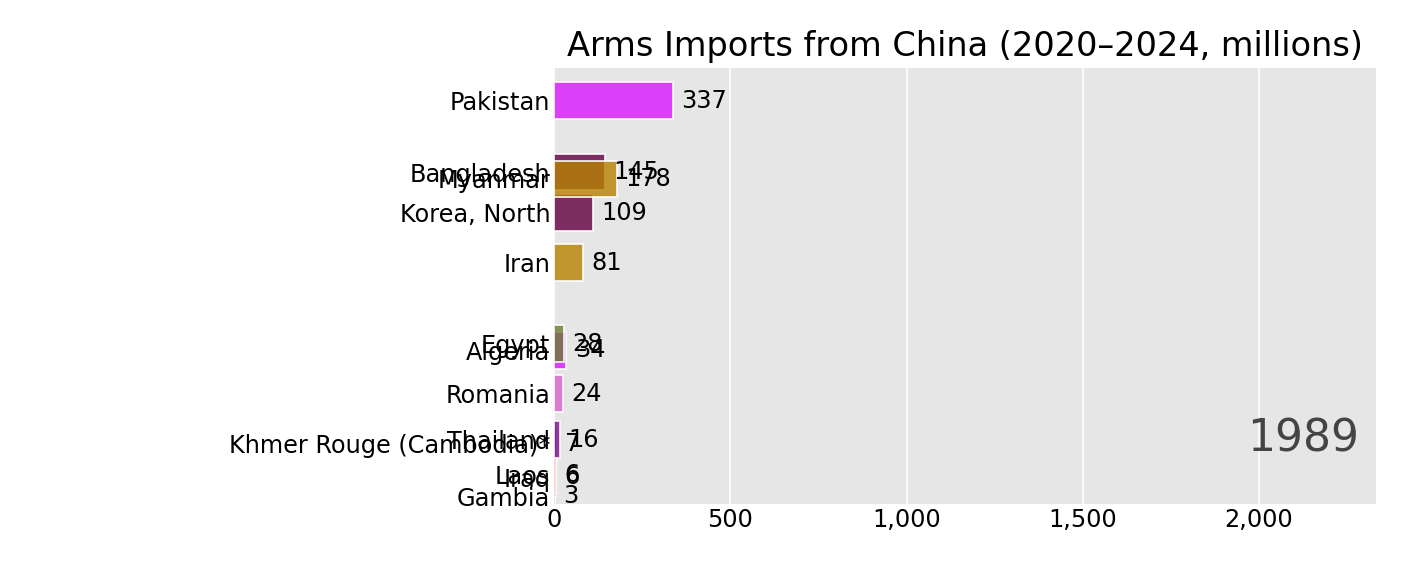 Arms Imports from China (2020–2024, millions)
Pakistan 337
Bangladesh 145
Myanmar 178
Korea, North 109
Iran 81
Egypt 28
Algeria 34
Romania 24
Thailand 16
Khmer Rouge (Cambodia)* 7
Laos 6
Iraq 6
Gambia 3
1989
0 500 1,000 1,500 2,000